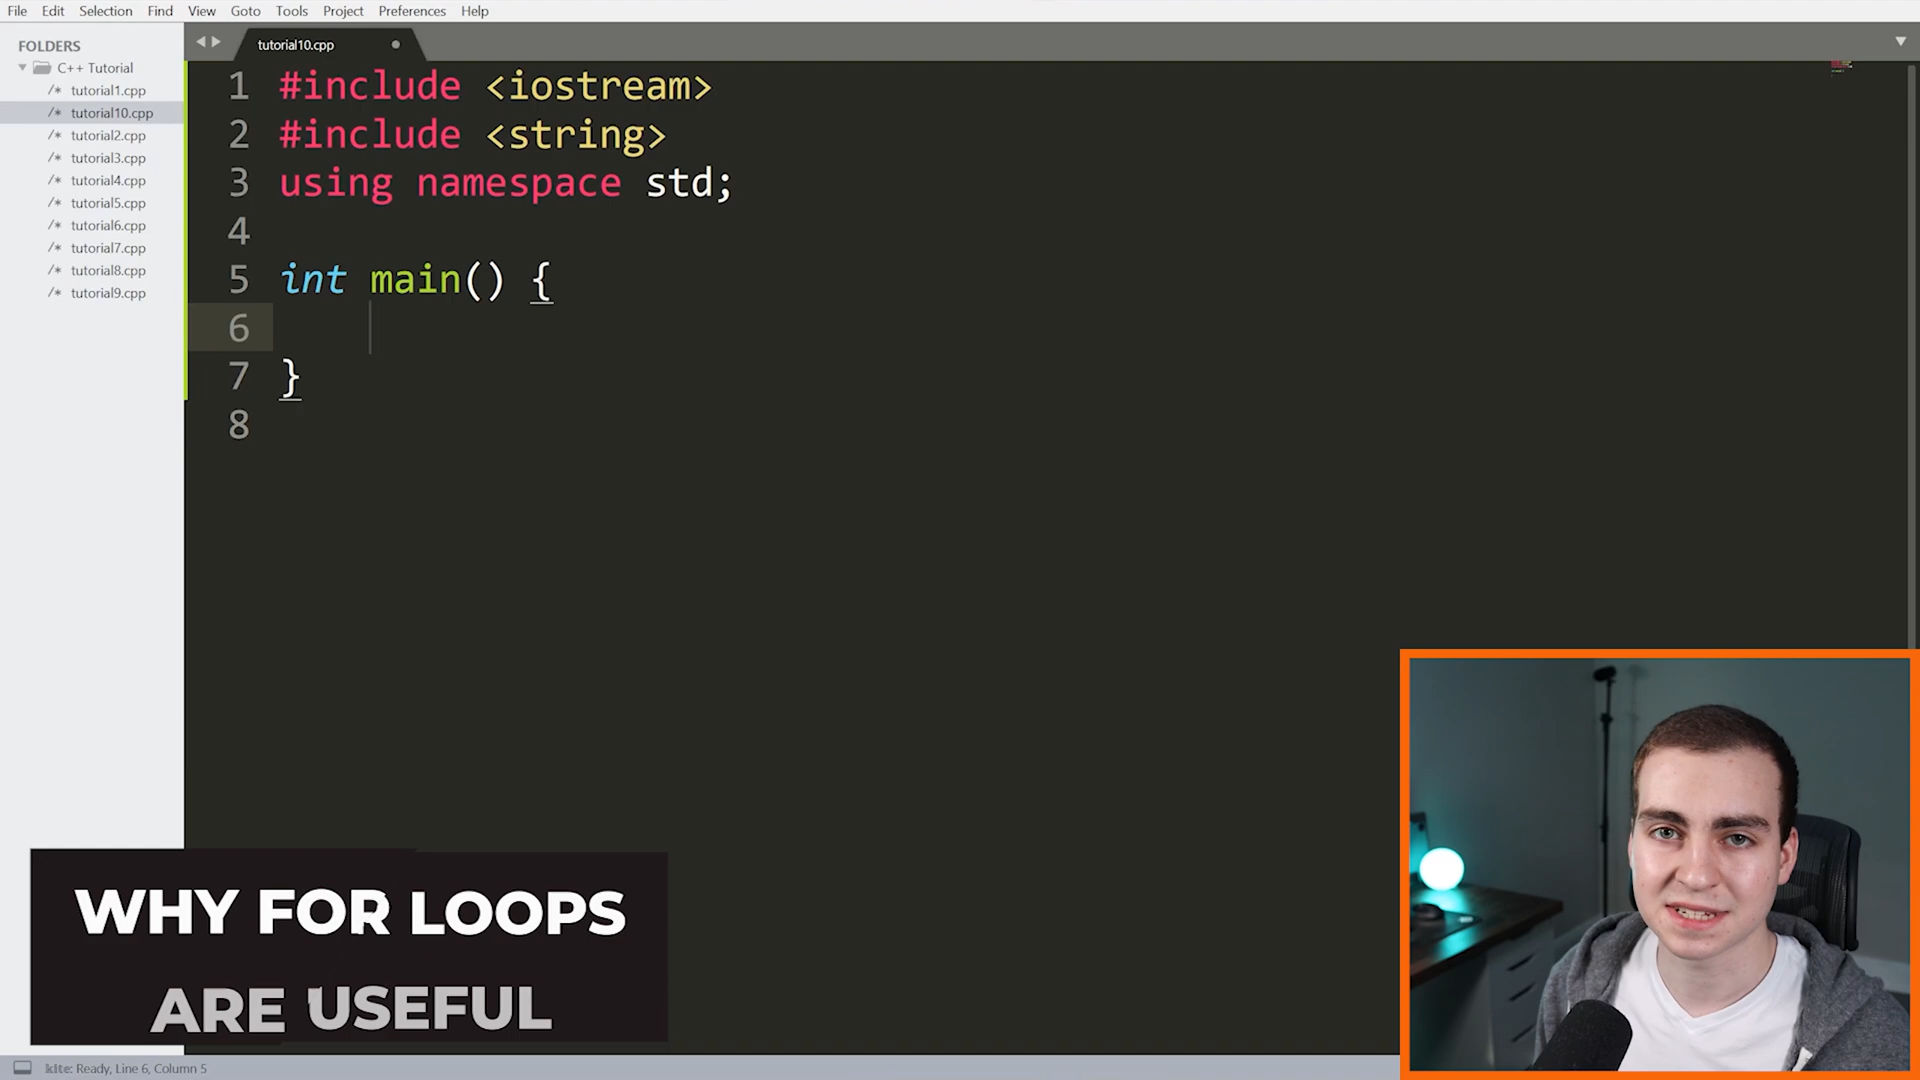 File Edit Selection Find View Goto Tools Project Preferences Help
FOLDERS
C++ Tutorial
/* tutorial1.cpp
/* tutorial10.cpp
/* tutorial2.cpp
/* tutorial3.cpp
/* tutorial4.cpp
/* tutorial5.cpp
/* tutorial6.cpp
/* tutorial7.cpp
/* tutorial8.cpp
/* tutorial9.cpp
tutorial10.cpp
1 #include <iostream>
2 #include <string>
3 using namespace std;
4
5 int main() {
6
7 }
8
WHY FOR LOOPS
ARE USEFUL
kite: Ready, Line 6, Column 5